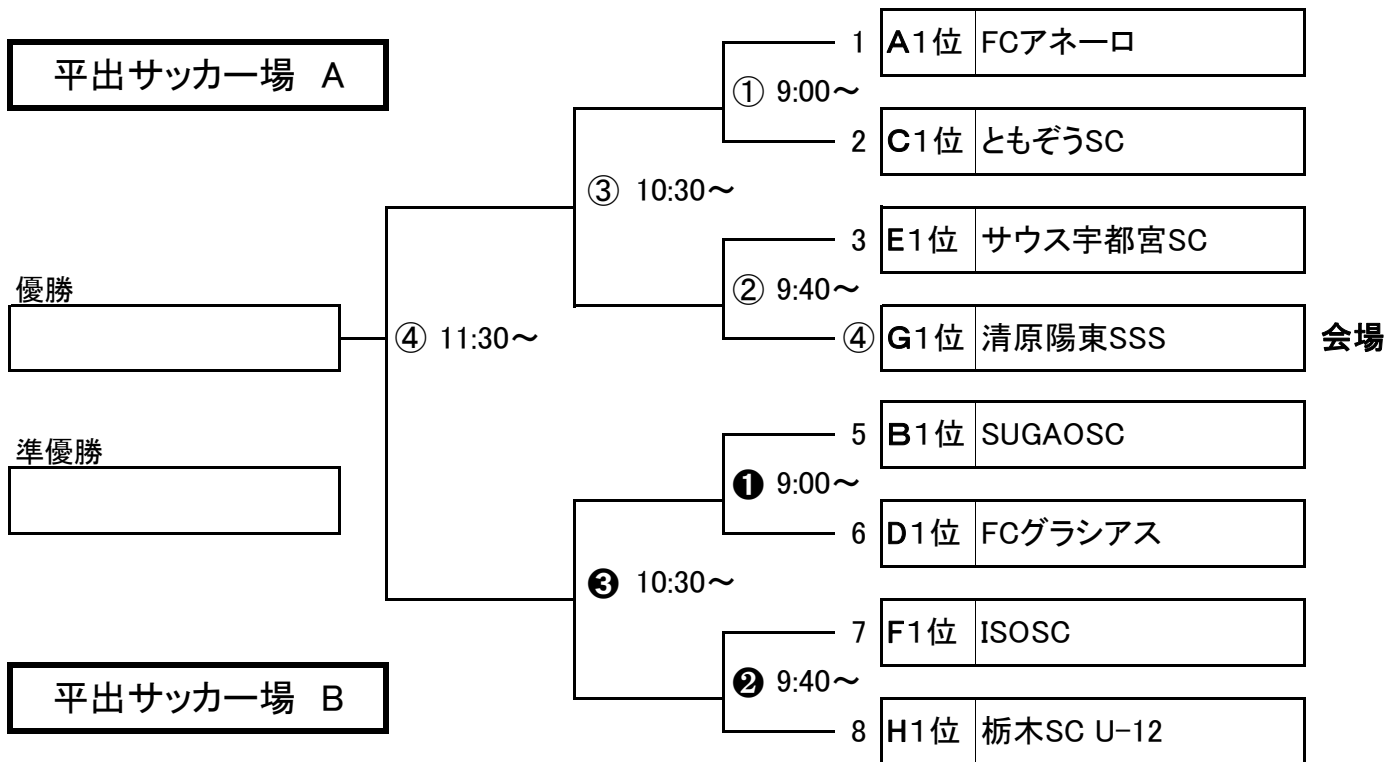 1 A1位 FCアネーロ
平出サッカー場 A
① 9:00～
2 C1位 ともぞうSC
③ 10:30～
3 E1位 サウス宇都宮SC
優勝
② 9:40～
④ 11:30～
④ G1位 清原陽東SSS 会場
5 B1位 SUGAOSC
準優勝
❶ 9:00～
6 D1位 FCグラシアス
❸ 10:30～
7 F1位 ISOSC
平出サッカー場 B
❷ 9:40～
8 H1位 栃木SC U-12